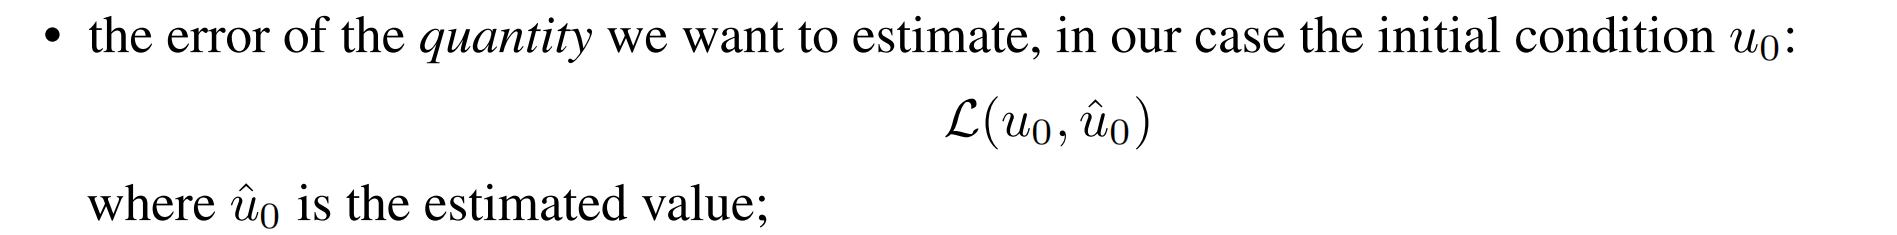 • the error of the quantity we want to estimate, in our case the initial condition u₀:
ℒ(u₀, û₀)
where û₀ is the estimated value;